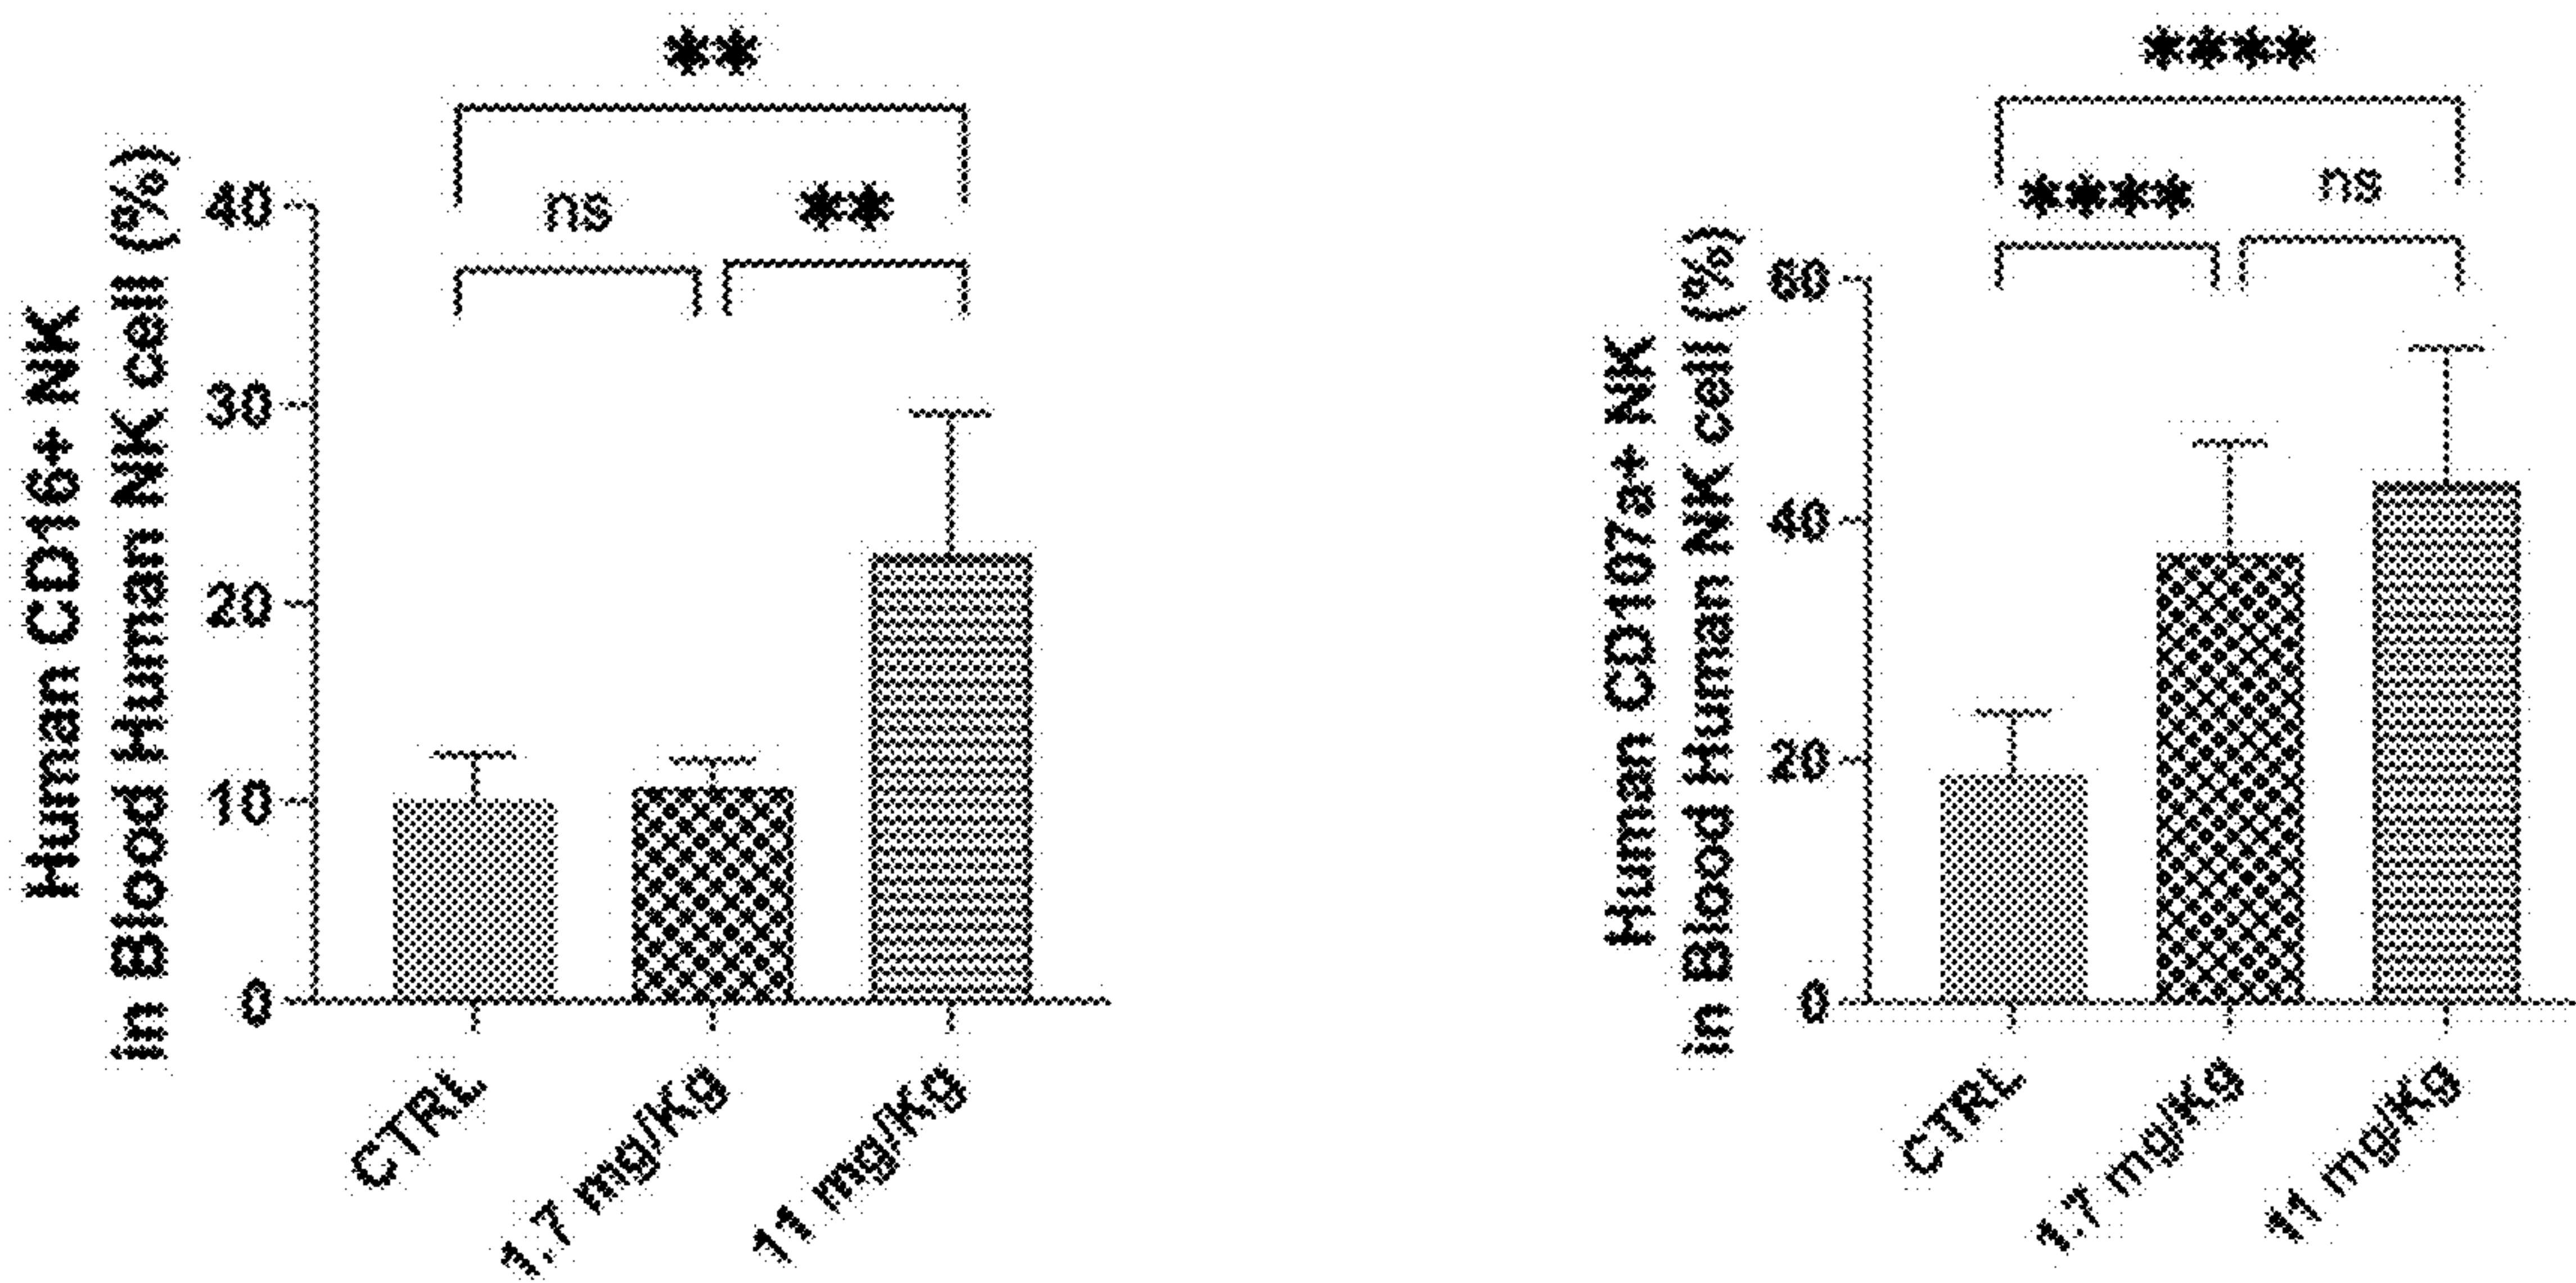 **
ns
**
Human CD16+ NK
in Blood Human NK cell (%)
40
30
20
10
0
CTRL
1.7 mg/Kg
11 mg/Kg
****
****
ns
Human CD107a+ NK
in Blood Human NK cell (%)
60
40
20
0
CTRL
1.7 mg/Kg
11 mg/Kg